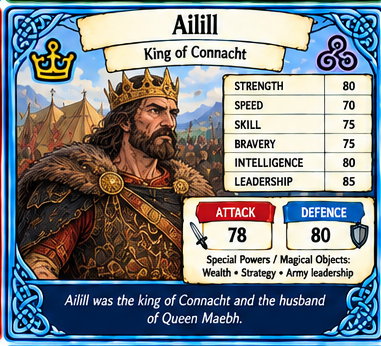 Ailill
King of Connacht
STRENGTH 80
SPEED 70
SKILL 75
BRAVERY 75
INTELLIGENCE 80
LEADERSHIP 85
ATTACK
78
DEFENCE
80
Special Powers / Magical Objects:
Wealth • Strategy • Army leadership
Ailill was the king of Connacht and the husband
of Queen Maebh.